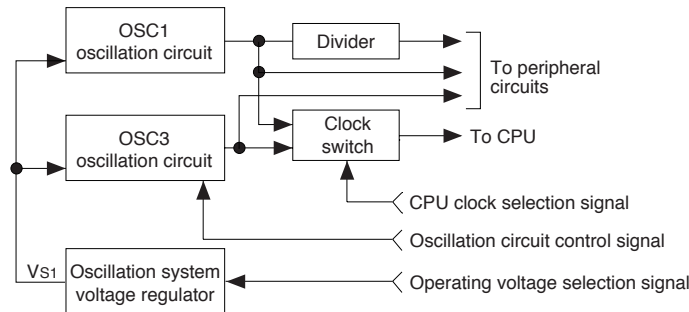 OSC1
oscillation circuit
Divider
To peripheral
circuits
OSC3
oscillation circuit
Clock
switch
To CPU
CPU clock selection signal
Oscillation circuit control signal
VS1
Oscillation system
voltage regulator
Operating voltage selection signal